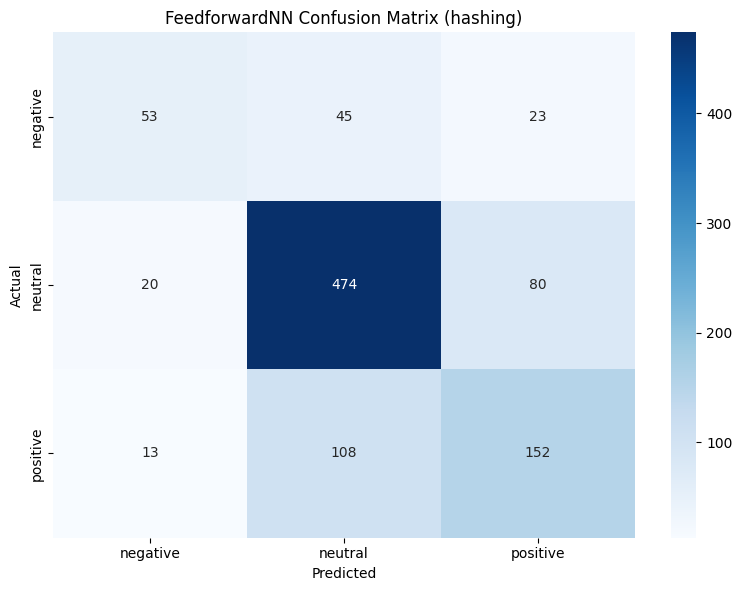 FeedforwardNN Confusion Matrix (hashing)
negative
53
45
23
400
Actual
neutral
20
474
80
300
200
positive
13
108
152
100
negative
neutral
positive
Predicted